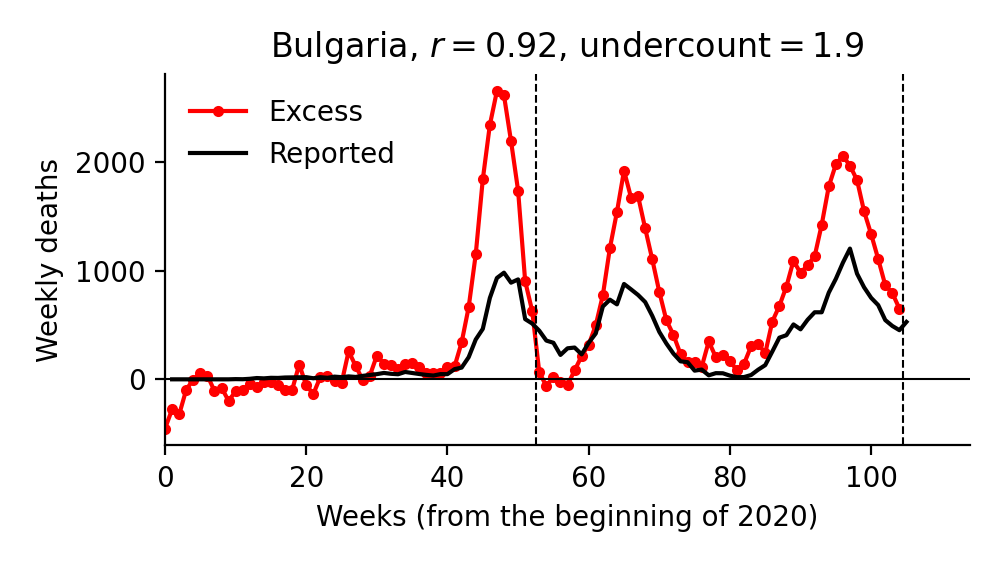 Bulgaria, r = 0.92, undercount = 1.9
Excess
Reported
Weekly deaths
2000
1000
0
0 20 40 60 80 100
Weeks (from the beginning of 2020)